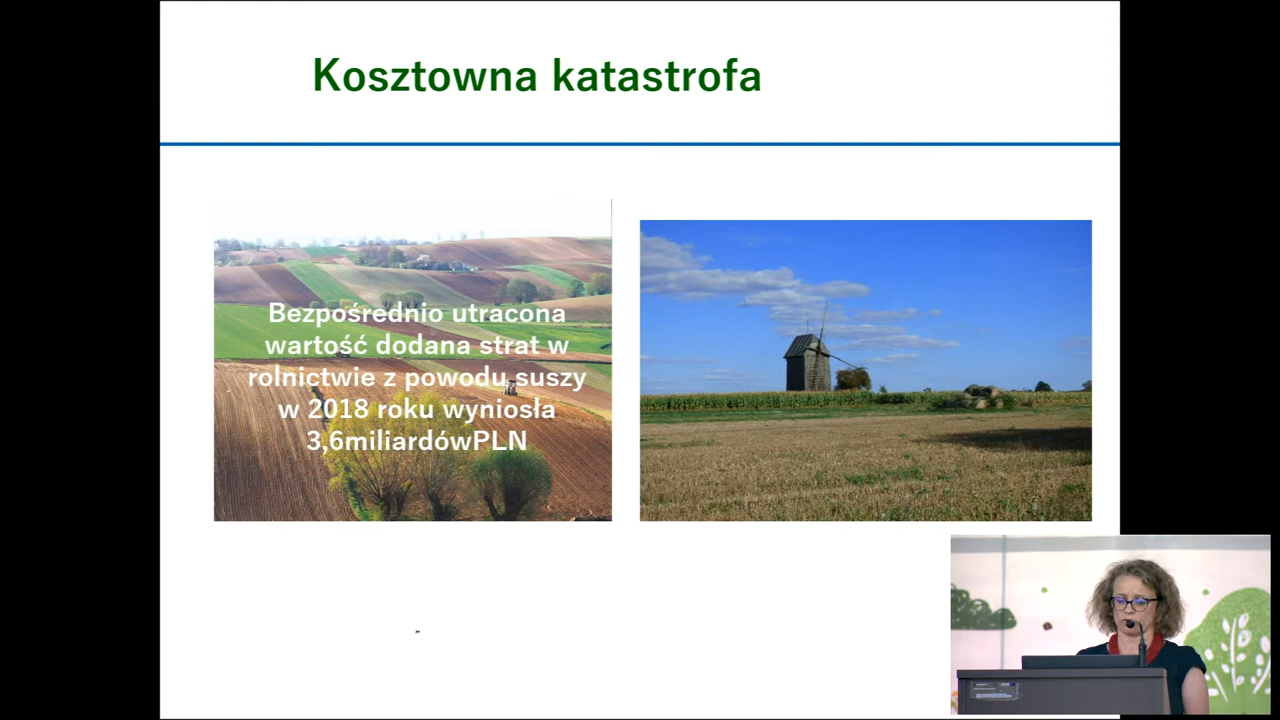 Kosztowna katastrofa
Bezpośrednio utracona
wartość dodana strat w
rolnictwie z powodu suszy
w 2018 roku wyniosła
3,6miliardówPLN
„